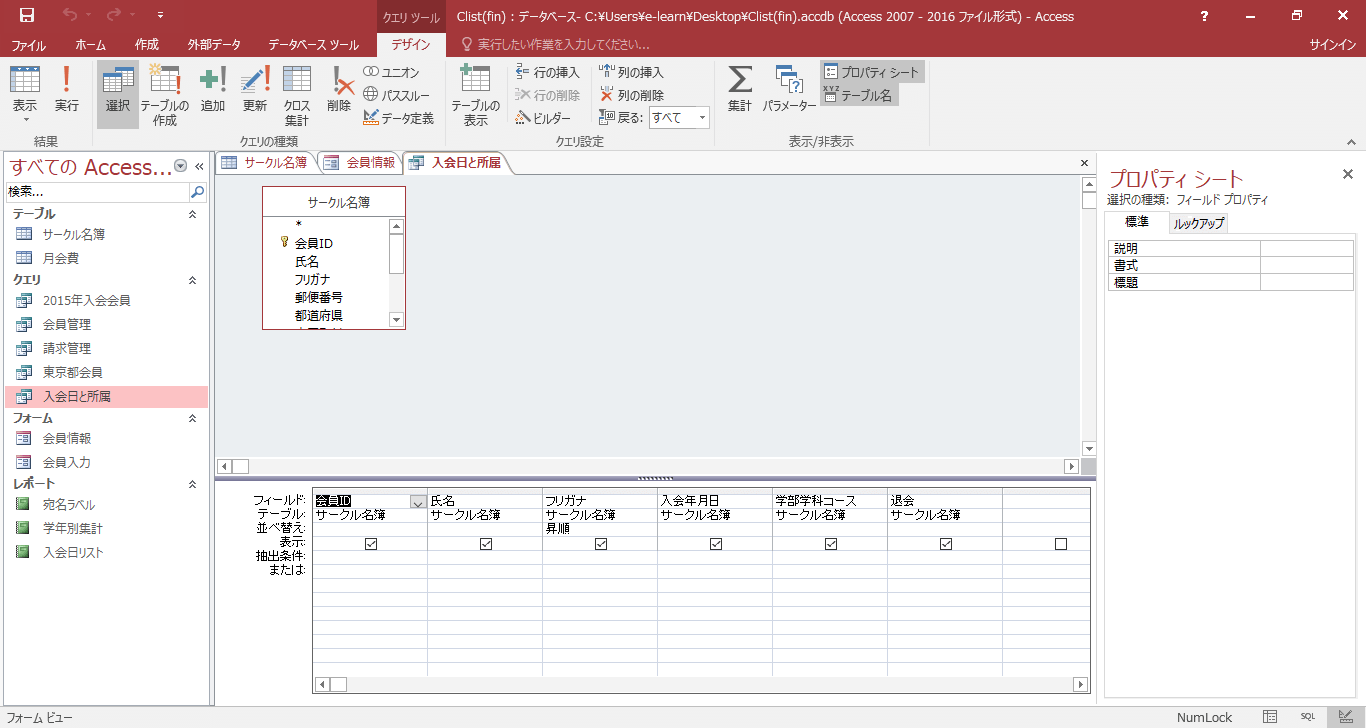 クエリ ツール
Clist(fin) : データベース- C:¥Users¥e-learn¥Desktop¥Clist(fin).accdb (Access 2007 - 2016 ファイル形式) - Access
?
ファイル ホーム 作成 外部データ データベース ツール デザイン 実行したい作業を入力してください... サインイン
表示
実行
結果
選択
テーブルの
作成
追加
更新
クロス
集計
削除
ユニオン
パススルー
データ定義
クエリの種類
テーブルの
表示
行の挿入
行の削除
ビルダー
列の挿入
列の削除
戻る: すべて
クエリ設定
集計
パラメーター
プロパティ シート
XYZ テーブル名
表示/非表示
すべての Access... «
検索...
テーブル
サークル名簿
月会費
クエリ
2015年入会会員
会員管理
請求管理
東京都会員
入会日と所属
フォーム
会員情報
会員入力
レポート
宛名ラベル
学年別集計
入会日リスト
サークル名簿 会員情報 入会日と所属
サークル名簿
*
会員ID
氏名
フリガナ
郵便番号
都道府県
フィールド: 会員ID 氏名 フリガナ 入会年月日 学部学科コース 退会
テーブル: サークル名簿 サークル名簿 サークル名簿 サークル名簿 サークル名簿 サークル名簿
並べ替え: 昇順
表示:
抽出条件:
または:
プロパティ シート
選択の種類: フィールド プロパティ
標準 ルックアップ
説明
書式
標題
フォーム ビュー NumLock SQL